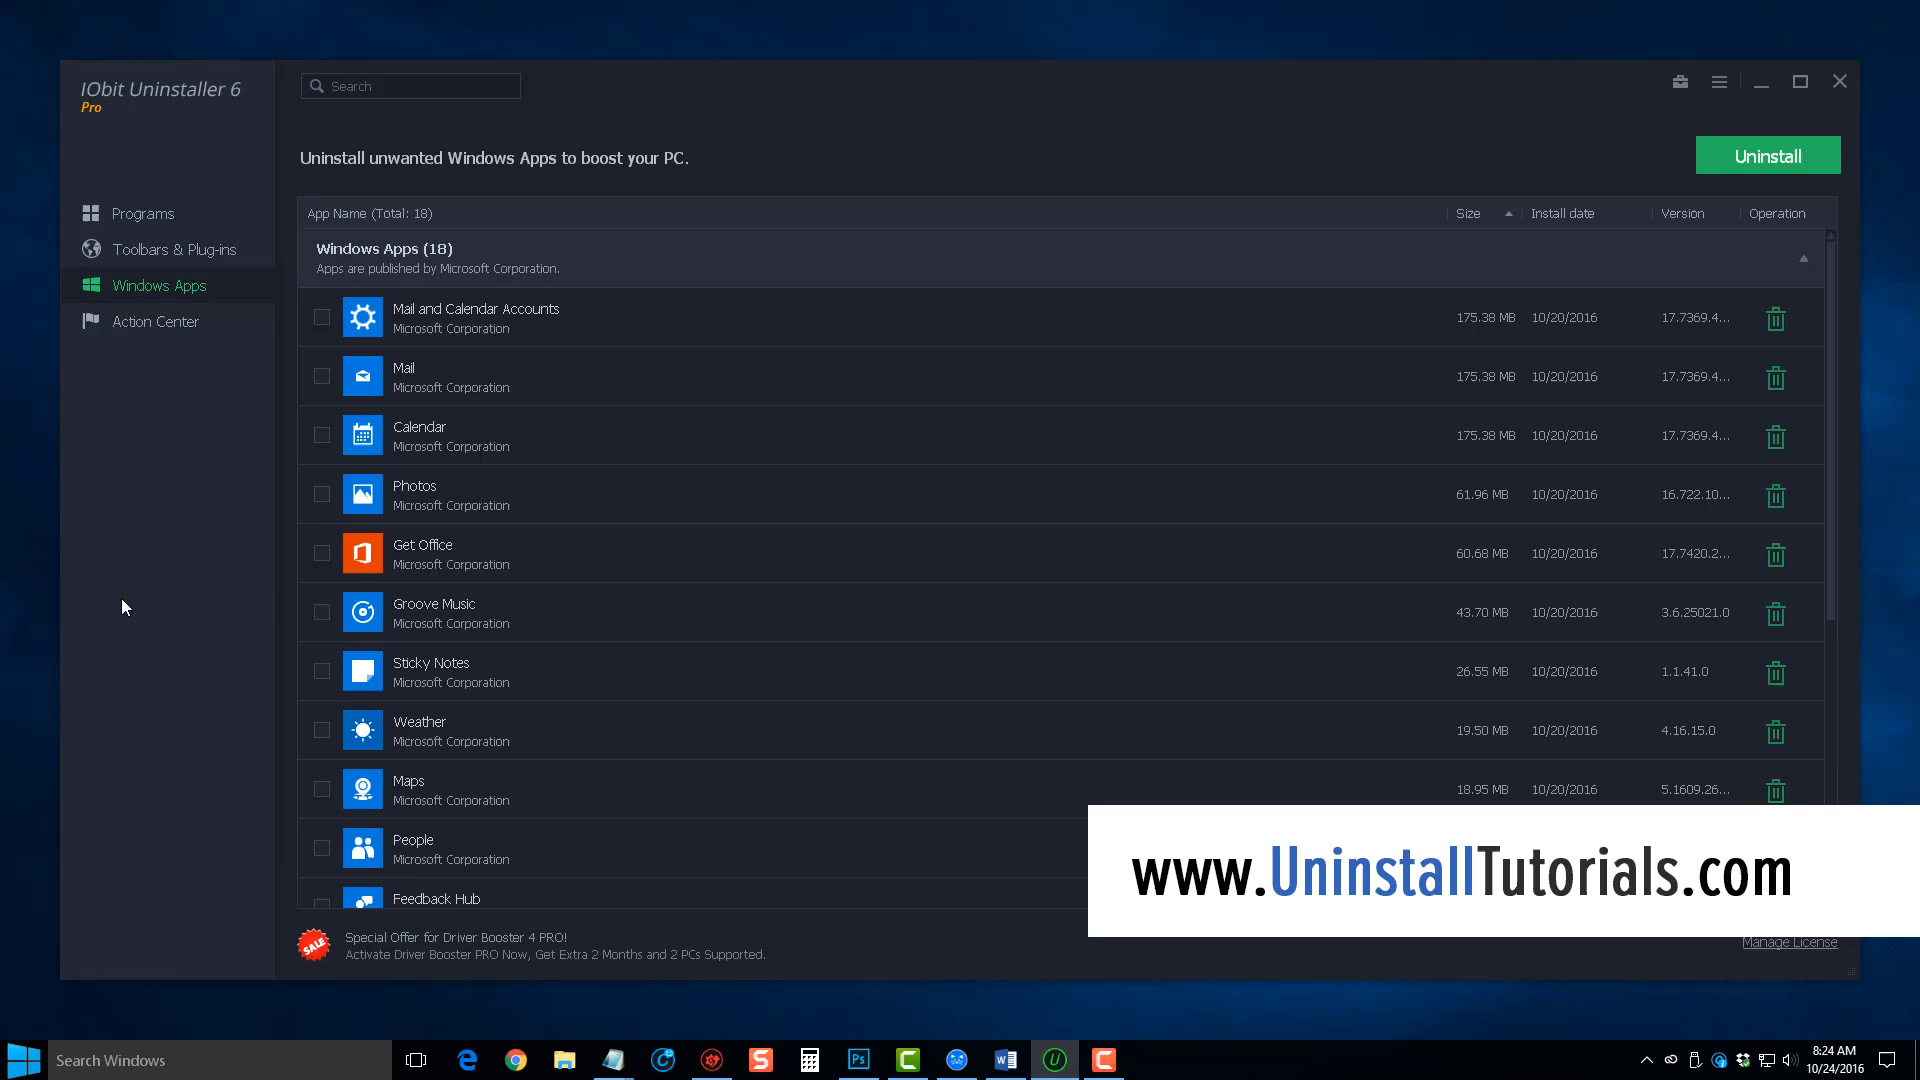 IObit Uninstaller 6
Pro
Search
Uninstall unwanted Windows Apps to boost your PC.
Uninstall
Programs
Toolbars & Plug-ins
Windows Apps
Action Center
App Name (Total: 18)
Size
Install date
Version
Operation
Windows Apps (18)
Apps are published by Microsoft Corporation.
Mail and Calendar Accounts
Microsoft Corporation
175.38 MB
10/20/2016
17.7369.4...
Mail
Microsoft Corporation
175.38 MB
10/20/2016
17.7369.4...
Calendar
Microsoft Corporation
175.38 MB
10/20/2016
17.7369.4...
Photos
Microsoft Corporation
61.96 MB
10/20/2016
16.722.10...
Get Office
Microsoft Corporation
60.68 MB
10/20/2016
17.7420.2...
Groove Music
Microsoft Corporation
43.70 MB
10/20/2016
3.6.25021.0
Sticky Notes
Microsoft Corporation
26.55 MB
10/20/2016
1.1.41.0
Weather
Microsoft Corporation
19.50 MB
10/20/2016
4.16.15.0
Maps
Microsoft Corporation
18.95 MB
10/20/2016
5.1609.26...
People
Microsoft Corporation
Feedback Hub
www.UninstallTutorials.com
SALE
Special Offer for Driver Booster 4 PRO!
Activate Driver Booster PRO Now, Get Extra 2 Months and 2 PCs Supported.
Manage License
Search Windows
Ps
8:24 AM
10/24/2016